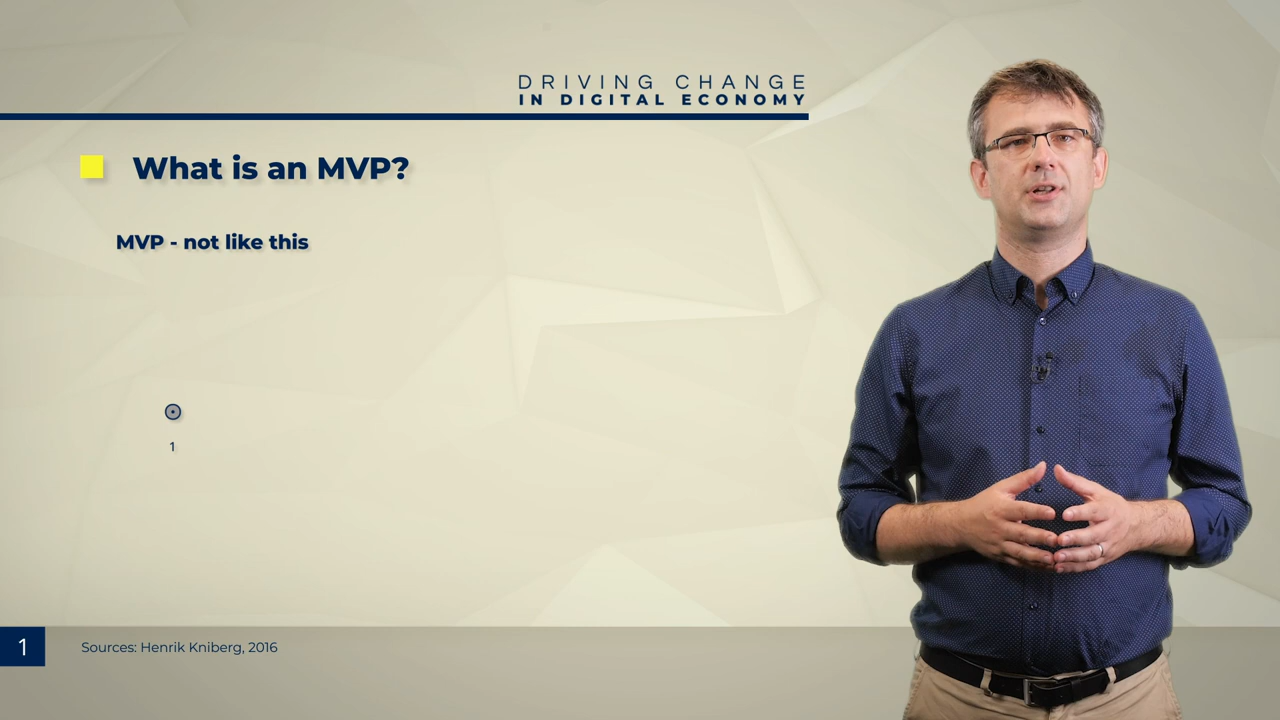 DRIVING CHANGE
IN DIGITAL ECONOMY
What is an MVP?
MVP - not like this
1
1
Sources: Henrik Kniberg, 2016